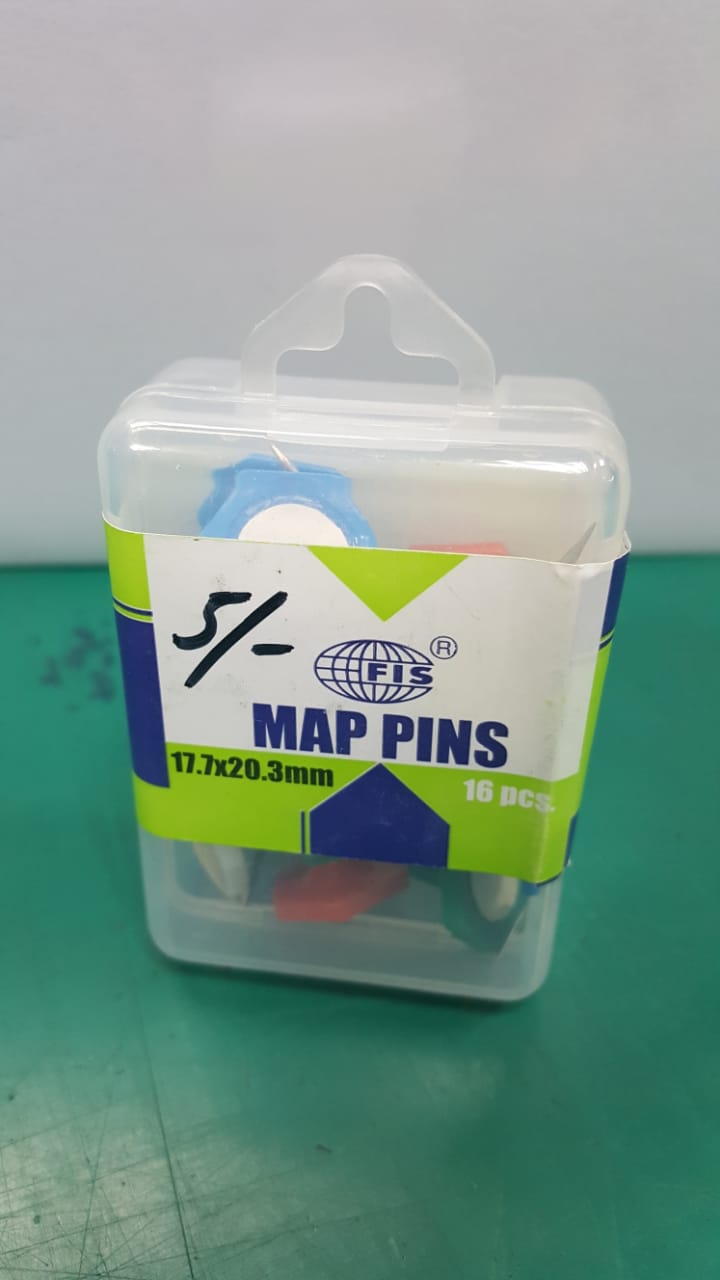 5/-
FIS ®
MAP PINS
17.7x20.3mm
16 pcs.